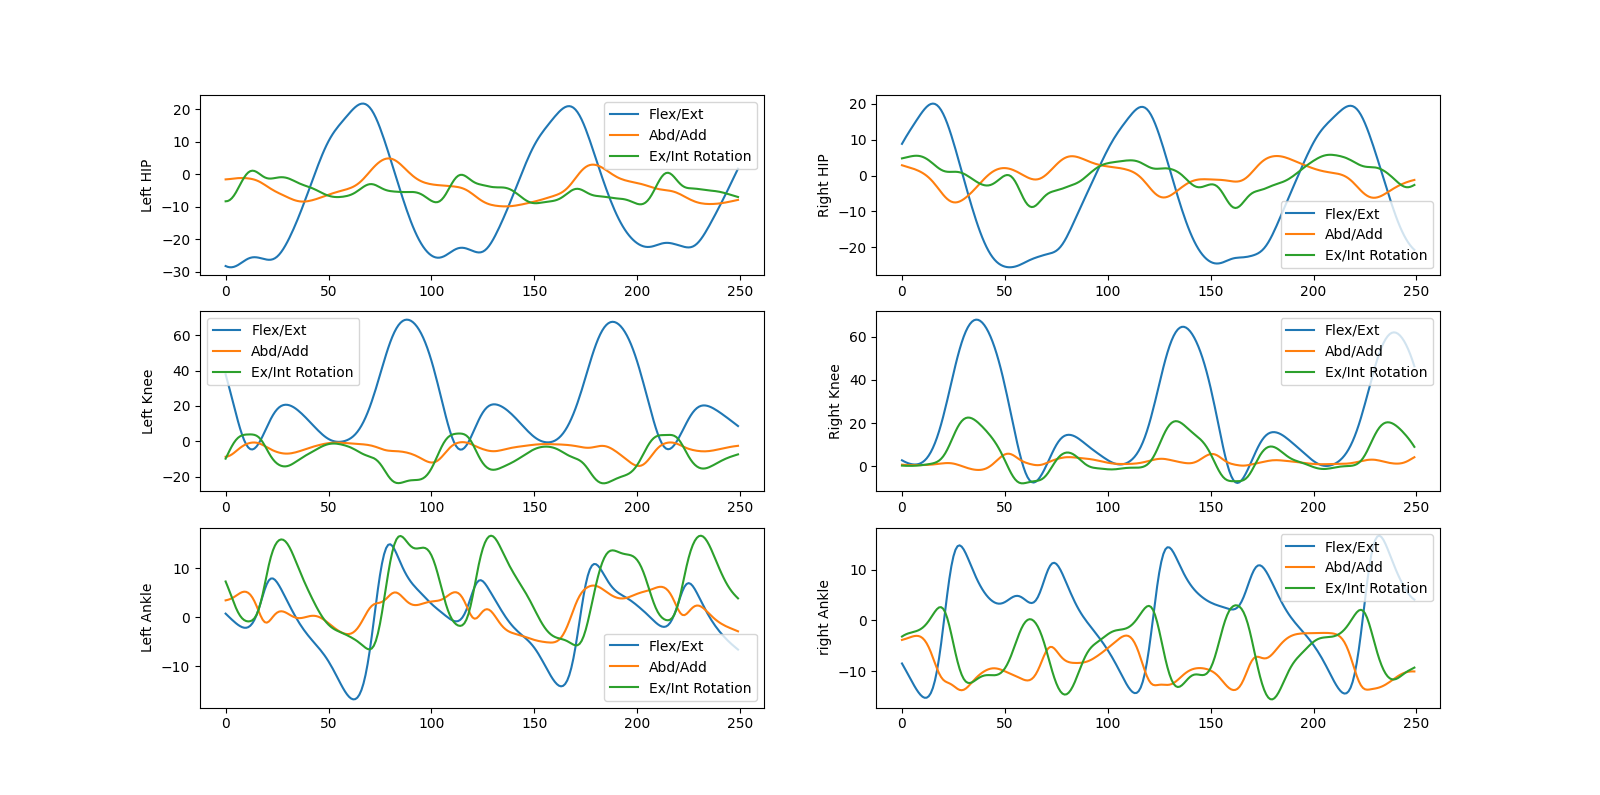 Left HIP
20
10
0
−10
−20
−30
0 50 100 150 200 250
Flex/Ext
Abd/Add
Ex/Int Rotation
Right HIP
20
10
0
−10
−20
0 50 100 150 200 250
Flex/Ext
Abd/Add
Ex/Int Rotation
Left Knee
60
40
20
0
−20
0 50 100 150 200 250
Flex/Ext
Abd/Add
Ex/Int Rotation
Right Knee
60
40
20
0
0 50 100 150 200 250
Flex/Ext
Abd/Add
Ex/Int Rotation
Left Ankle
10
0
−10
0 50 100 150 200 250
Flex/Ext
Abd/Add
Ex/Int Rotation
right Ankle
10
0
−10
0 50 100 150 200 250
Flex/Ext
Abd/Add
Ex/Int Rotation